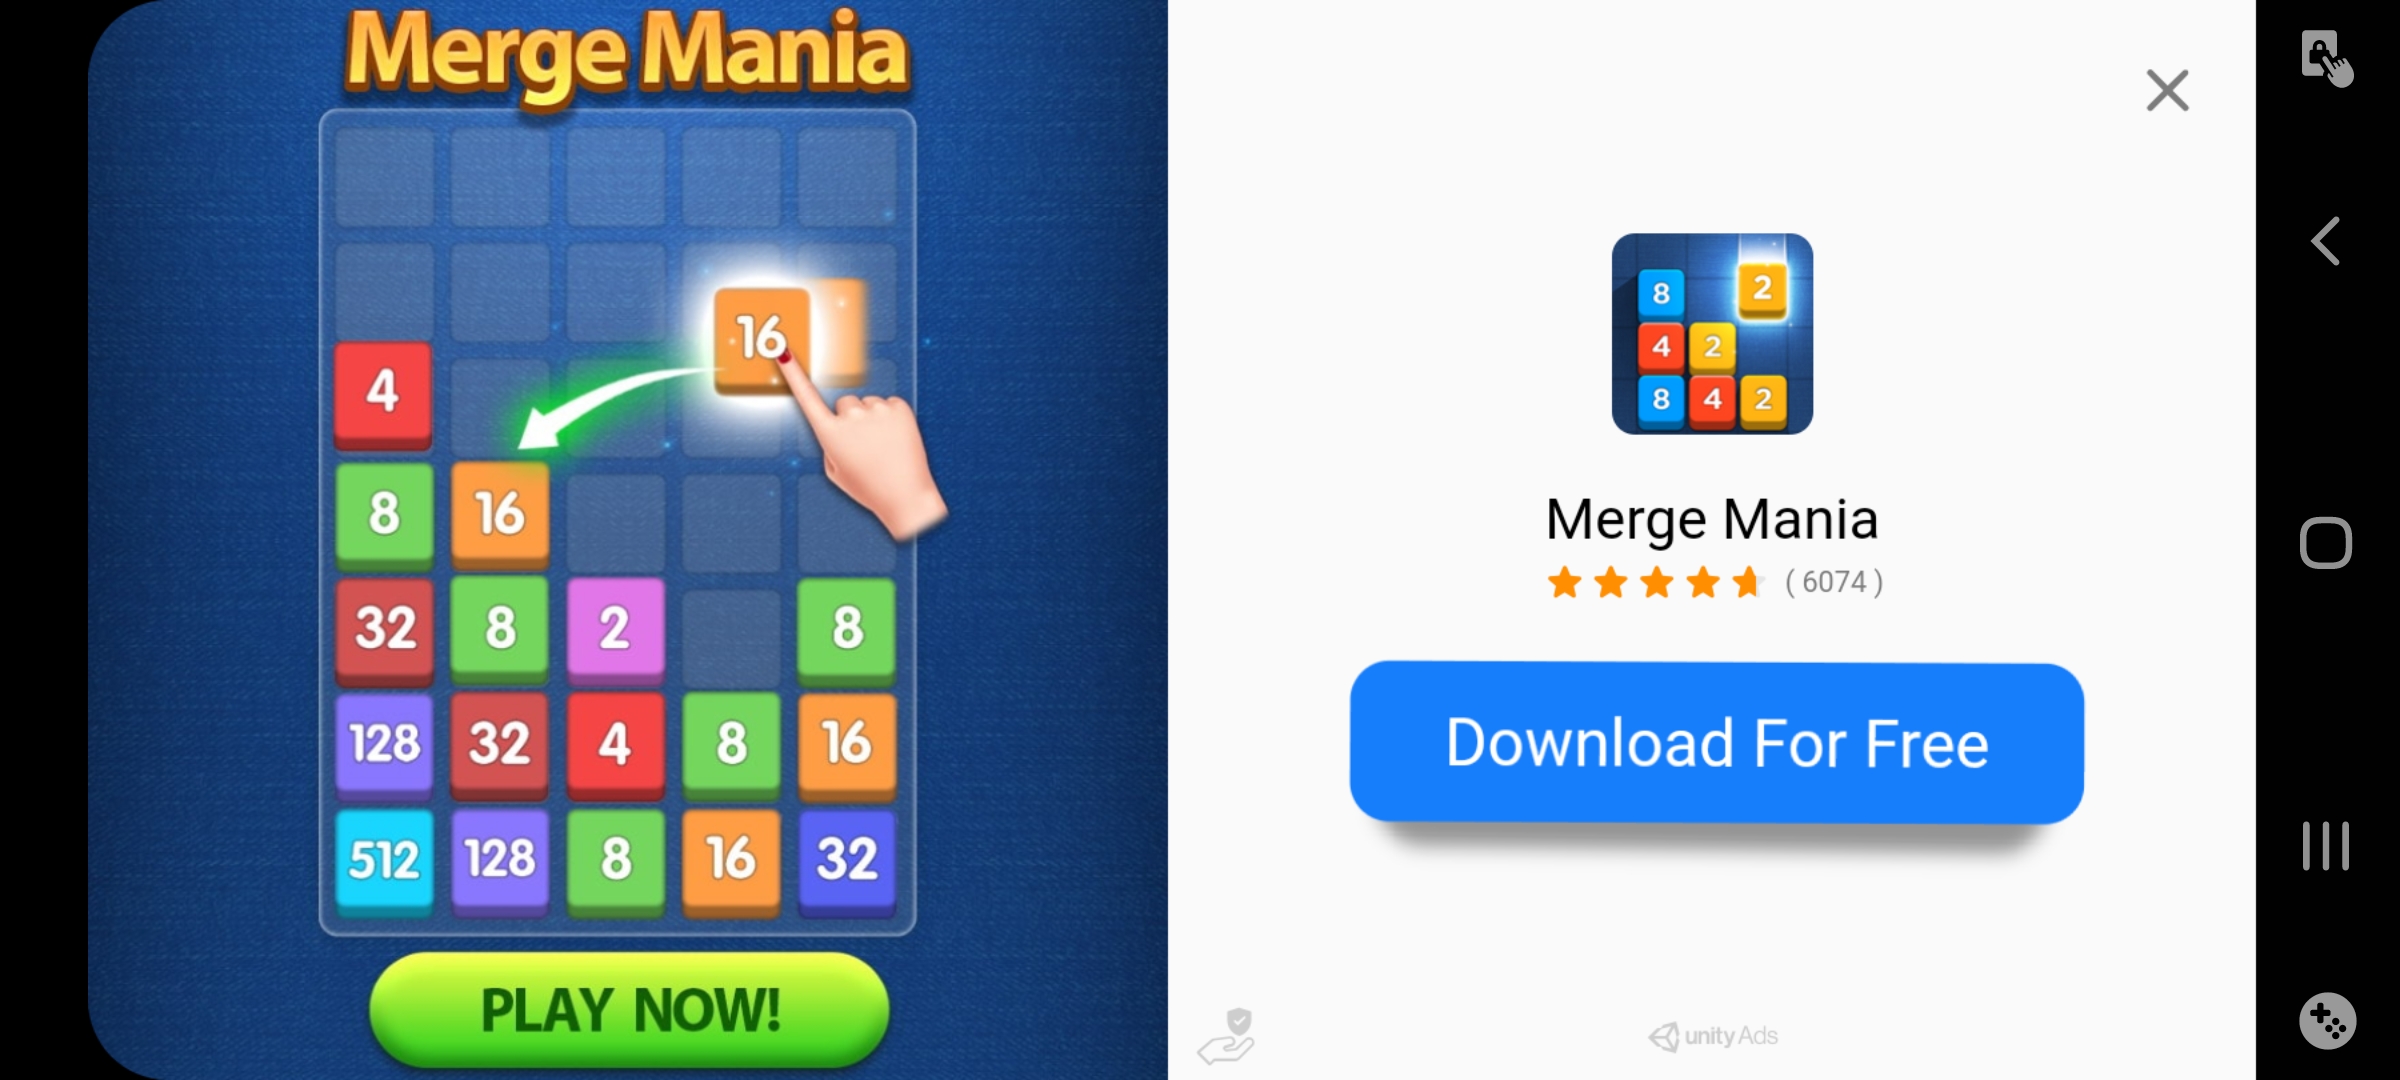 Merge Mania
16
4
8 16
32 8 2 8
128 32 4 8 16
512 128 8 16 32
PLAY NOW!
8 2
4 2
8 4 2
Merge Mania
( 6074 )
Download For Free
unity Ads